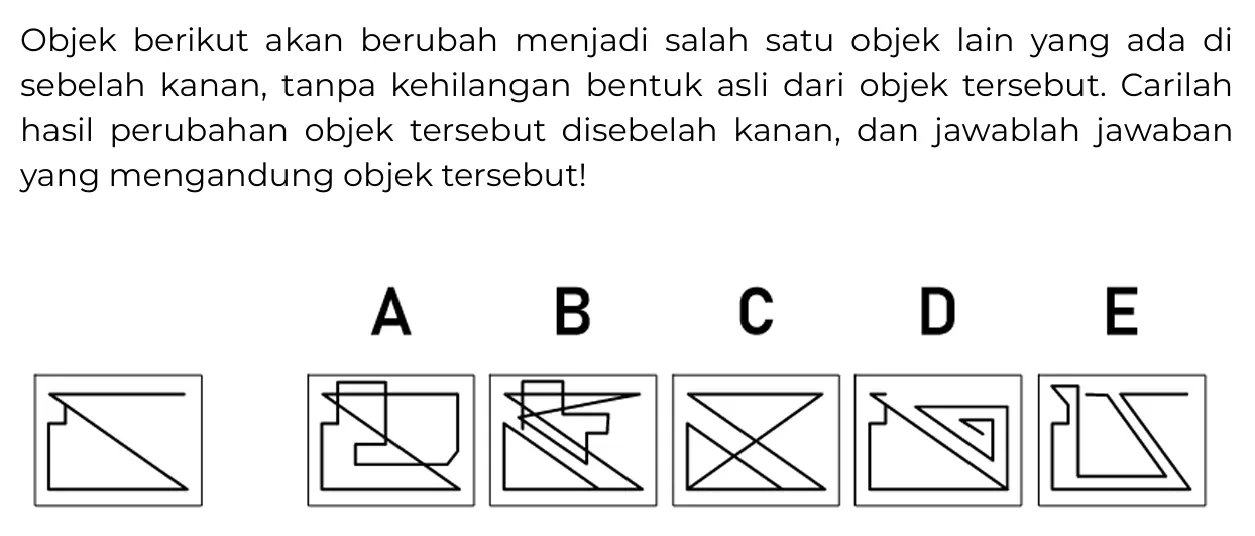 Objek berikut akan berubah menjadi salah satu objek lain yang ada di
sebelah kanan, tanpa kehilangan bentuk asli dari objek tersebut. Carilah
hasil perubahan objek tersebut disebelah kanan, dan jawablah jawaban
yang mengandung objek tersebut!
A B C D E